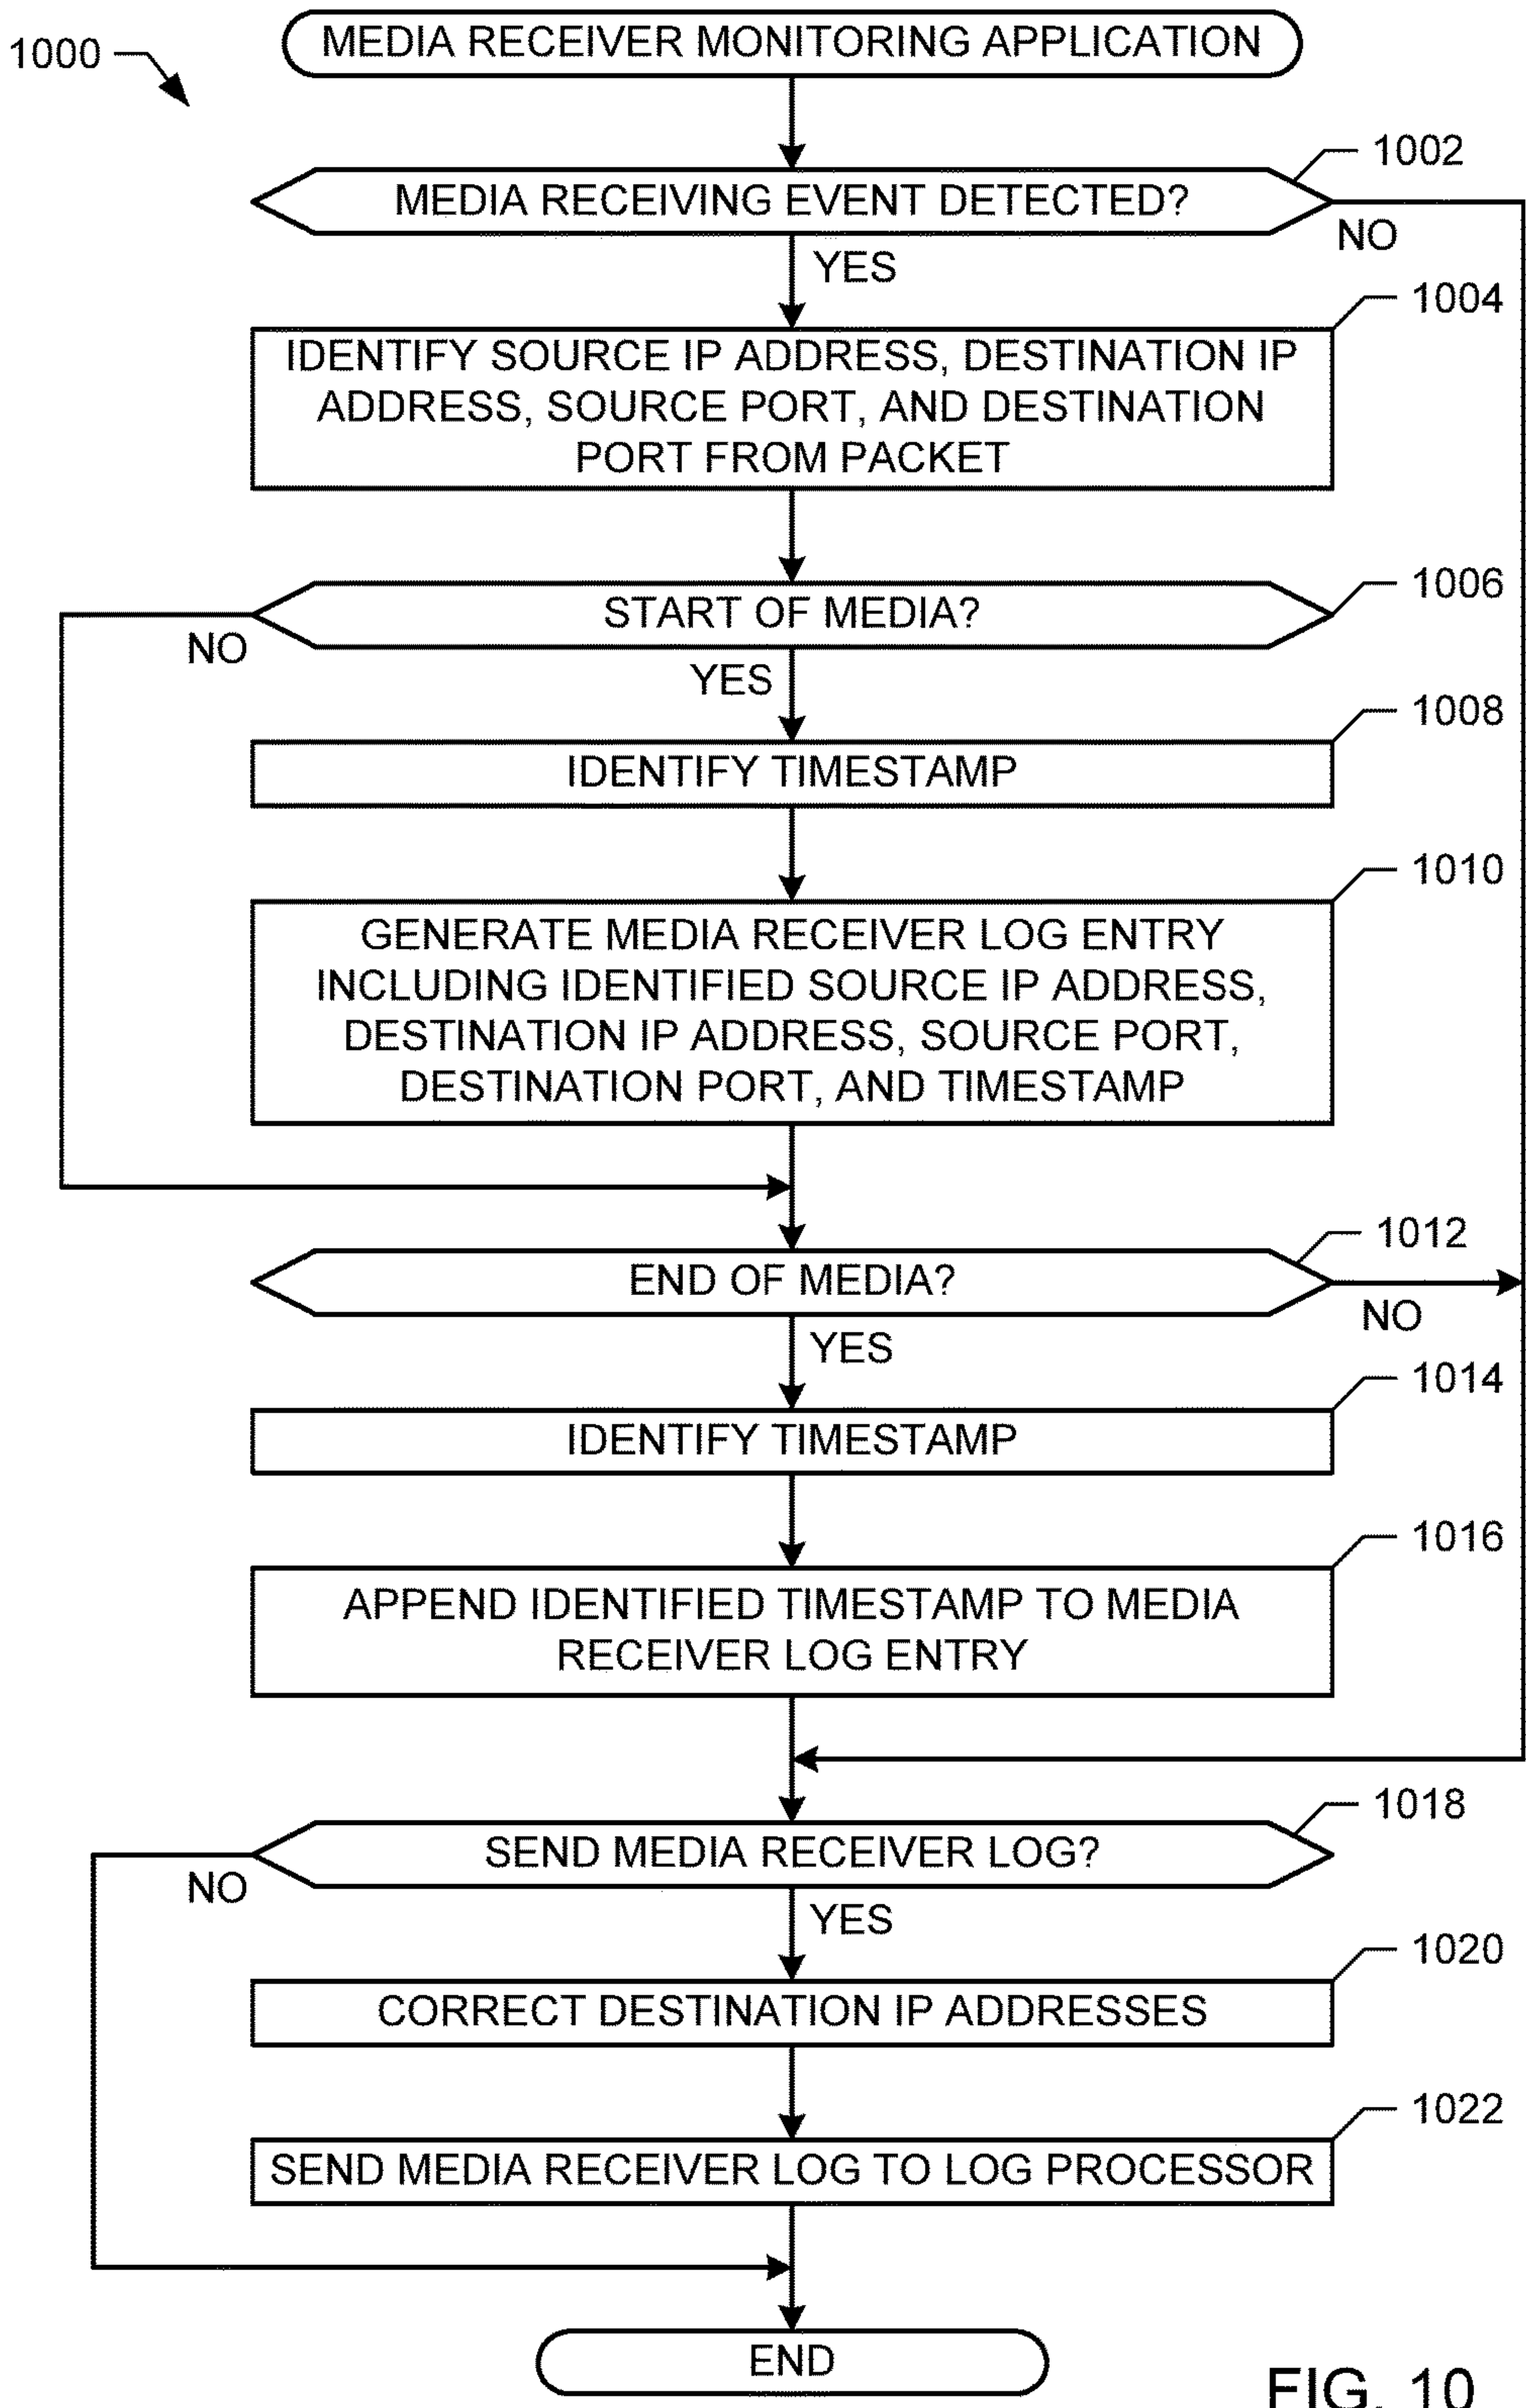 1000
MEDIA RECEIVER MONITORING APPLICATION
1002
MEDIA RECEIVING EVENT DETECTED?
NO
YES
1004
IDENTIFY SOURCE IP ADDRESS, DESTINATION IP
ADDRESS, SOURCE PORT, AND DESTINATION
PORT FROM PACKET
1006
START OF MEDIA?
NO
YES
1008
IDENTIFY TIMESTAMP
1010
GENERATE MEDIA RECEIVER LOG ENTRY
INCLUDING IDENTIFIED SOURCE IP ADDRESS,
DESTINATION IP ADDRESS, SOURCE PORT,
DESTINATION PORT, AND TIMESTAMP
1012
END OF MEDIA?
NO
YES
1014
IDENTIFY TIMESTAMP
1016
APPEND IDENTIFIED TIMESTAMP TO MEDIA
RECEIVER LOG ENTRY
1018
SEND MEDIA RECEIVER LOG?
NO
YES
1020
CORRECT DESTINATION IP ADDRESSES
1022
SEND MEDIA RECEIVER LOG TO LOG PROCESSOR
END
FIG. 10